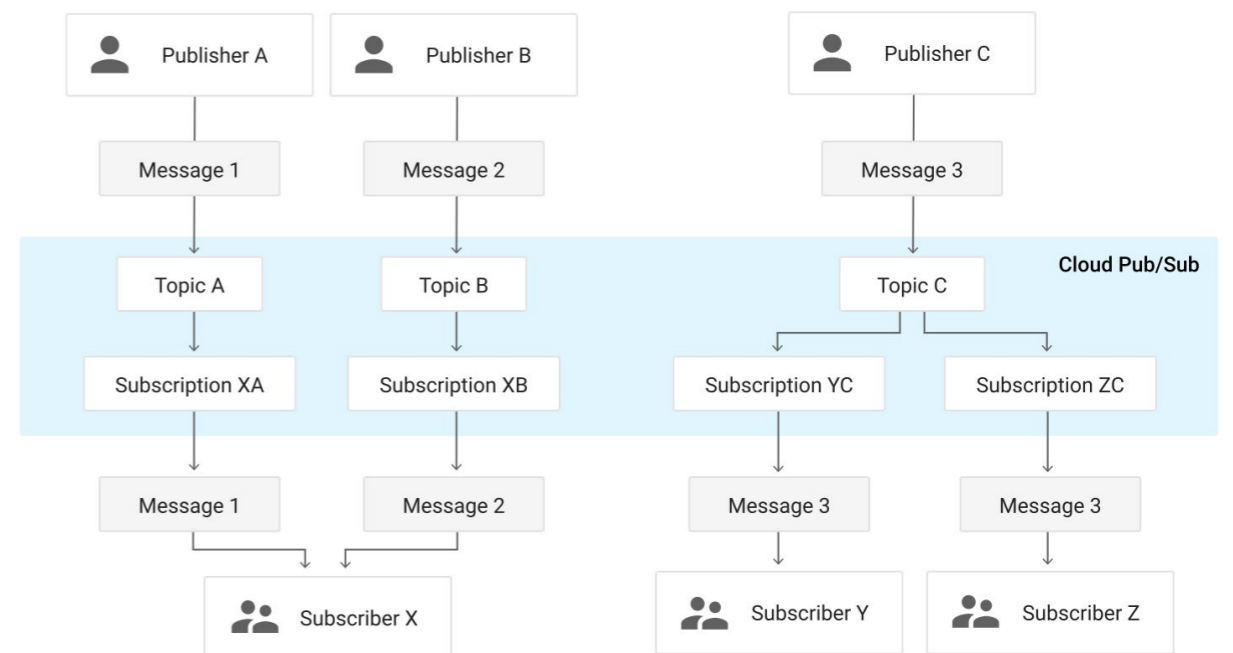 Publisher A
Publisher B
Publisher C
Message 1
Message 2
Message 3
Cloud Pub/Sub
Topic A
Topic B
Topic C
Subscription XA
Subscription XB
Subscription YC
Subscription ZC
Message 1
Message 2
Message 3
Message 3
Subscriber X
Subscriber Y
Subscriber Z